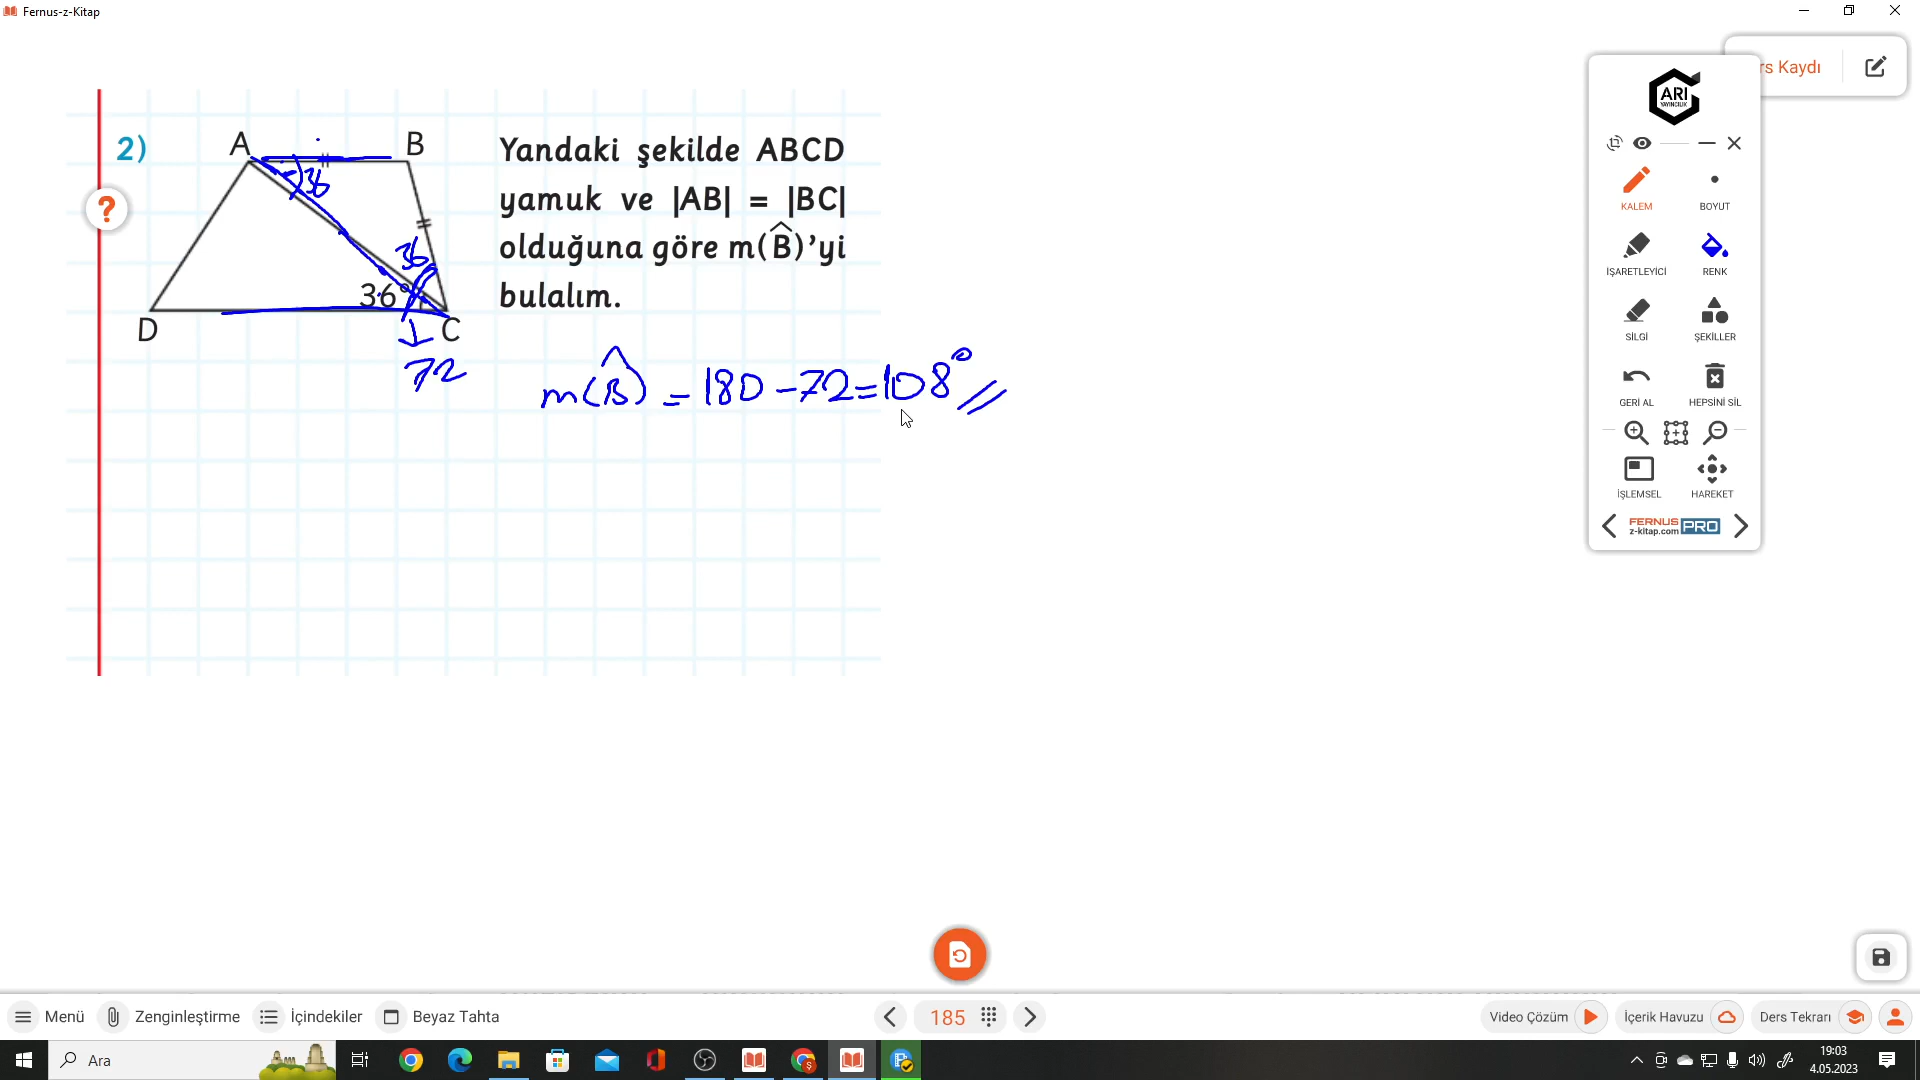 Fernus-z-Kitap
rs Kaydı
ARI
YAYINCILIK
2)
A
B
36
36
36°
D
C
72
Yandaki şekilde ABCD
yamuk ve |AB| = |BC|
olduğuna göre m(B̂)'yi
bulalım.
m(B̂) = 180 - 72 = 108°
?
KALEM
BOYUT
İŞARETLEYİCİ
RENK
SİLGİ
ŞEKİLLER
GERİ AL
HEPSİNİ SİL
İŞLEMSEL
HAREKET
FERNUS
z-kitap.com PRO
Menü
Zenginleştirme
İçindekiler
Beyaz Tahta
185
Video Çözüm
İçerik Havuzu
Ders Tekrarı
Ara
19:03
4.05.2023